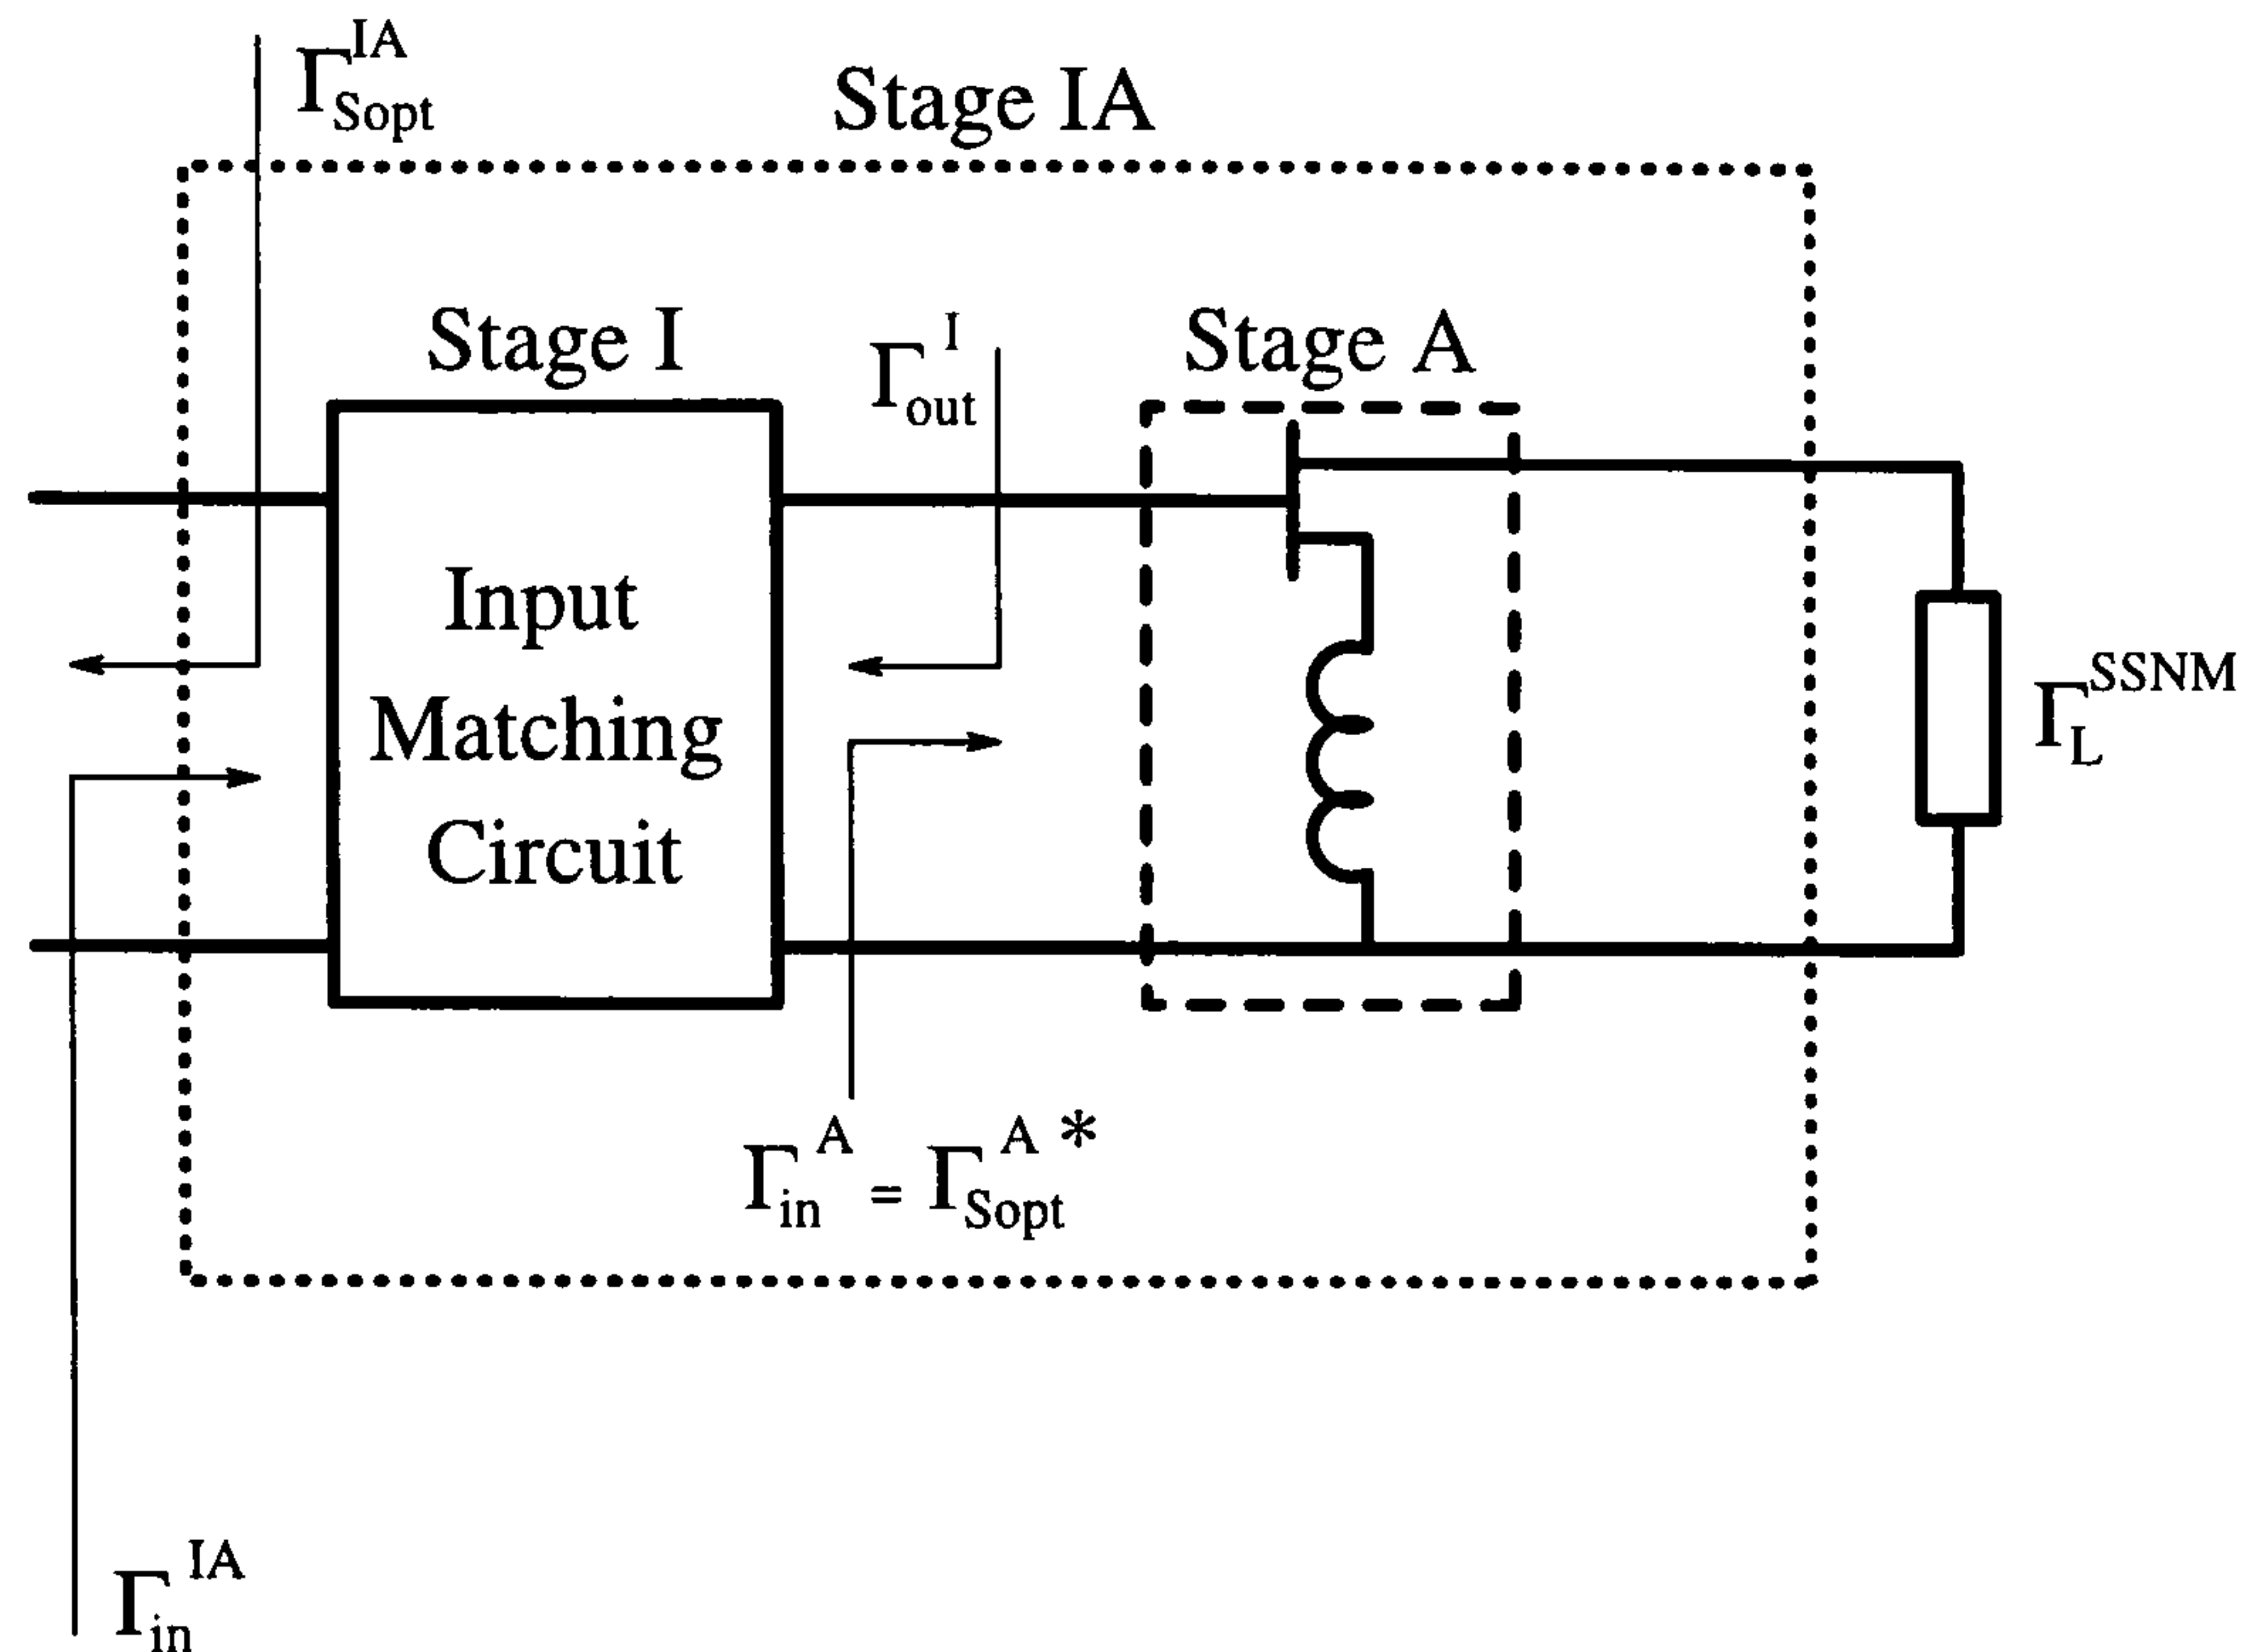 Γ_Sopt^IA
Stage IA
Stage I
Γ_out^I
Stage A
Input
Matching
Circuit
Γ_L^SSNM
Γ_in^A = Γ_Sopt^A *
Γ_in^IA